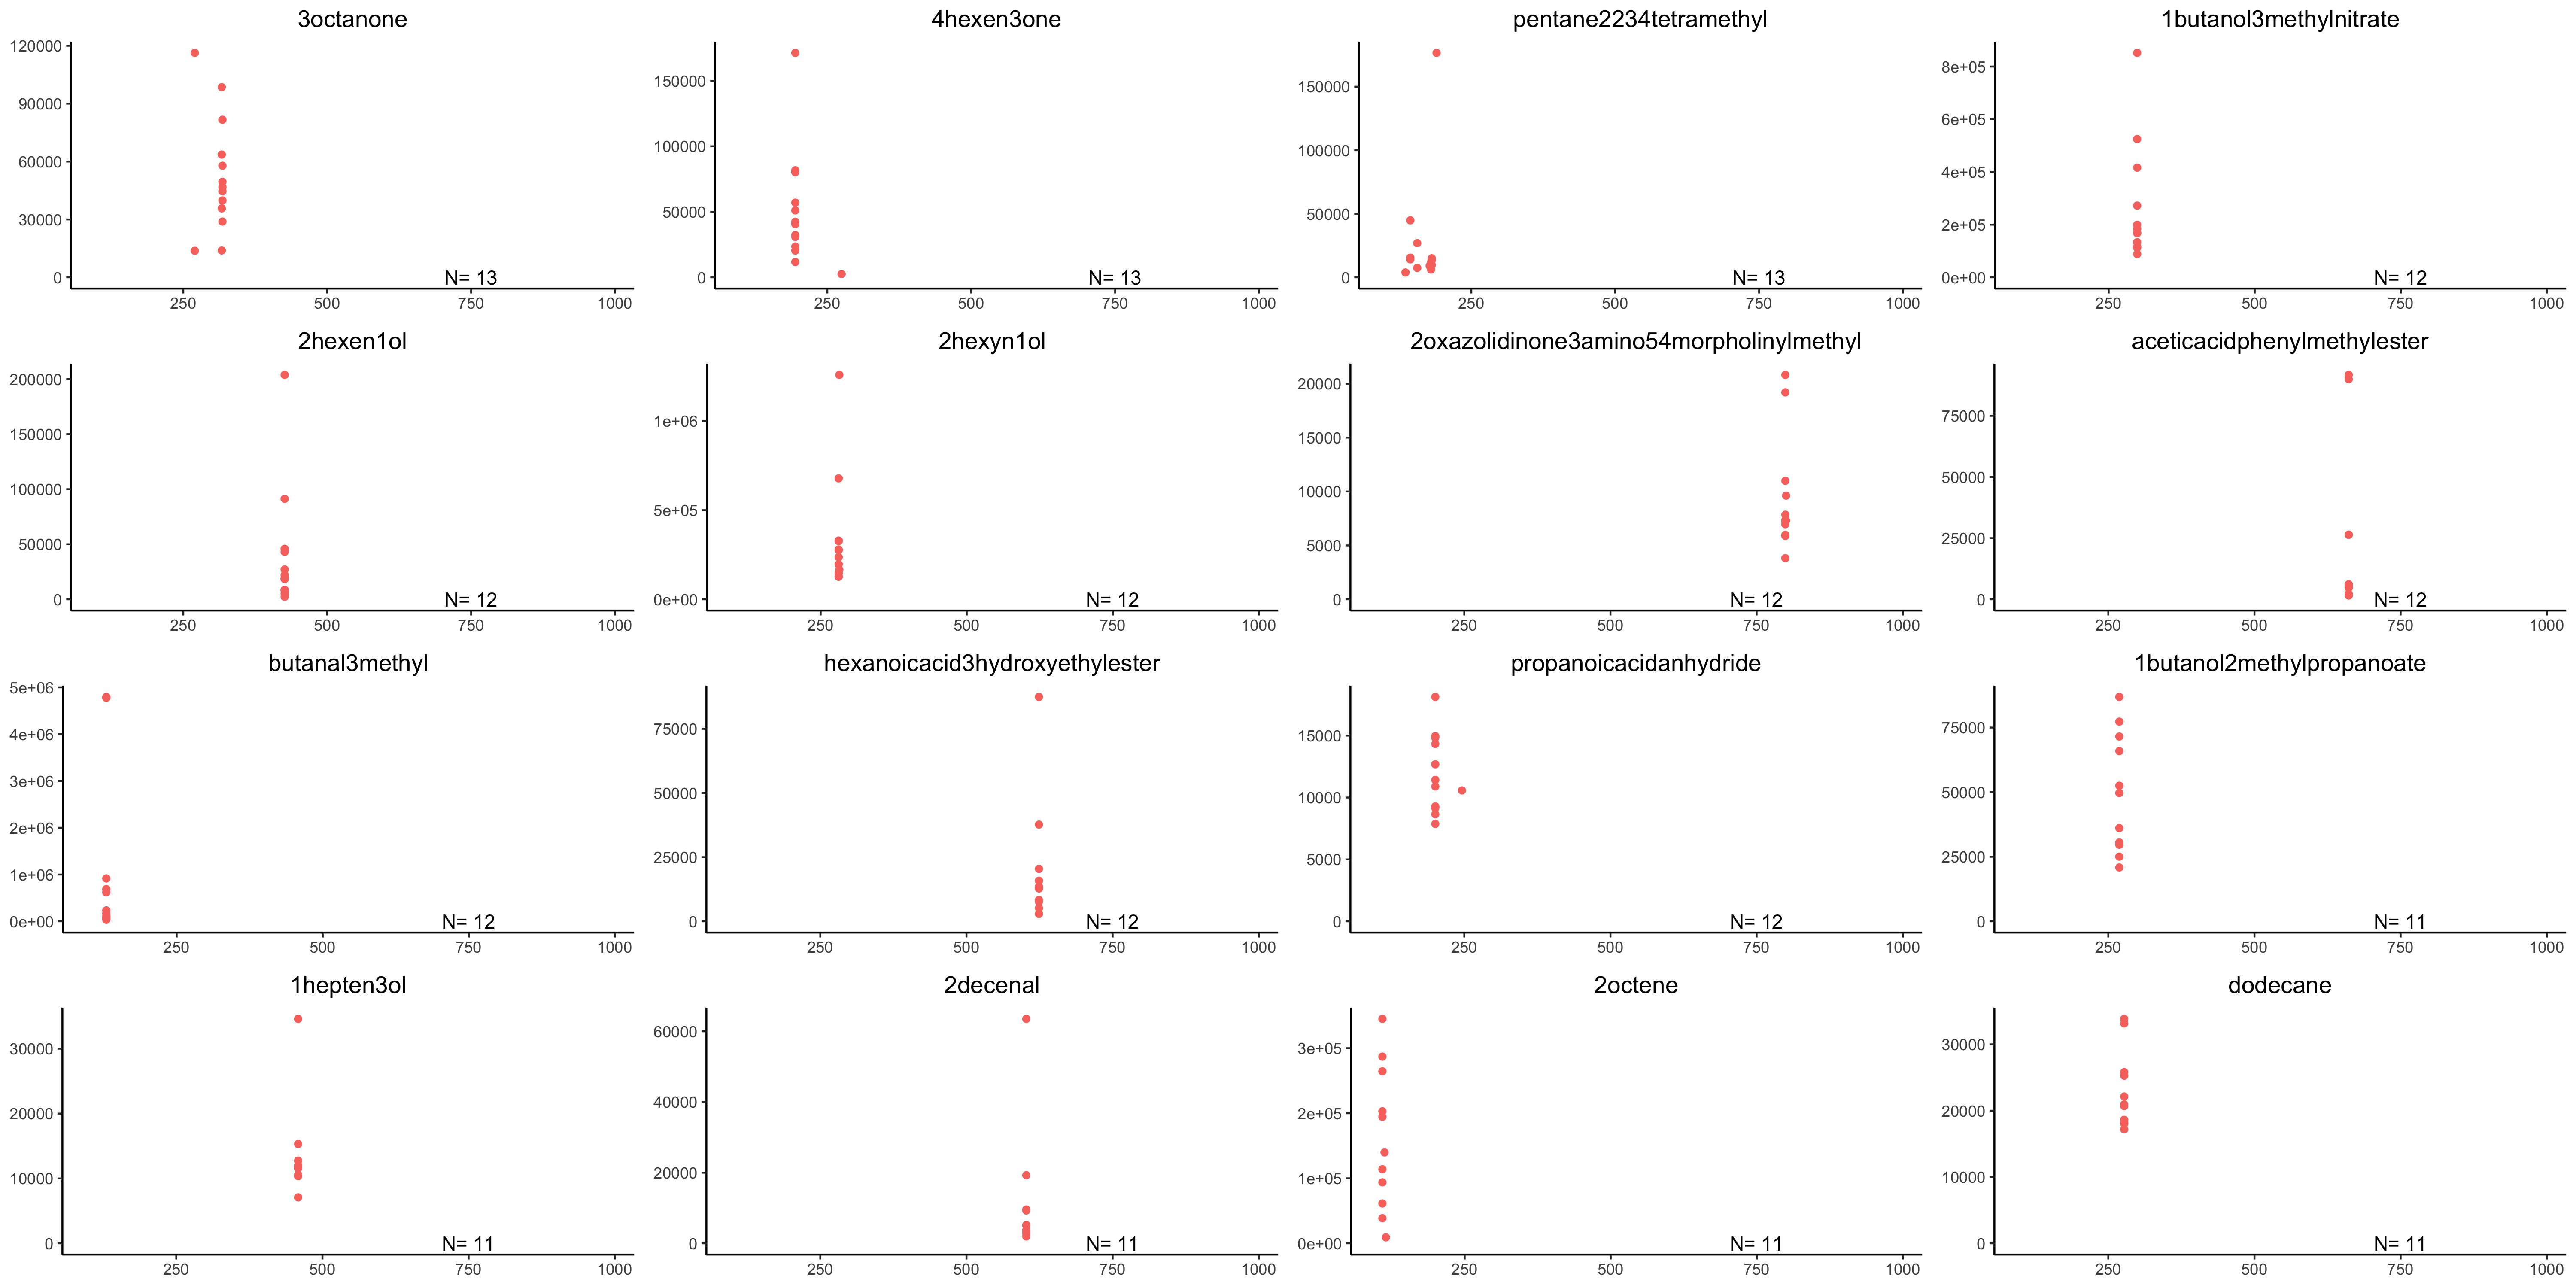 3octanone
120000
90000
60000
30000
0
N= 13
250 500 750 1000
4hexen3one
150000
100000
50000
0
N= 13
250 500 750 1000
pentane2234tetramethyl
150000
100000
50000
0
N= 13
250 500 750 1000
1butanol3methylnitrate
8e+05
6e+05
4e+05
2e+05
0e+00
N= 12
250 500 750 1000
2hexen1ol
200000
150000
100000
50000
0
N= 12
250 500 750 1000
2hexyn1ol
1e+06
5e+05
0e+00
N= 12
250 500 750 1000
2oxazolidinone3amino54morpholinylmethyl
20000
15000
10000
5000
0
N= 12
250 500 750 1000
aceticacidphenylmethylester
75000
50000
25000
0
N= 12
250 500 750 1000
butanal3methyl
5e+06
4e+06
3e+06
2e+06
1e+06
0e+00
N= 12
250 500 750 1000
hexanoicacid3hydroxyethylester
75000
50000
25000
0
N= 12
250 500 750 1000
propanoicacidanhydride
15000
10000
5000
0
N= 12
250 500 750 1000
1butanol2methylpropanoate
75000
50000
25000
0
N= 11
250 500 750 1000
1hepten3ol
30000
20000
10000
0
N= 11
250 500 750 1000
2decenal
60000
40000
20000
0
N= 11
250 500 750 1000
2octene
3e+05
2e+05
1e+05
0e+00
N= 11
250 500 750 1000
dodecane
30000
20000
10000
0
N= 11
250 500 750 1000